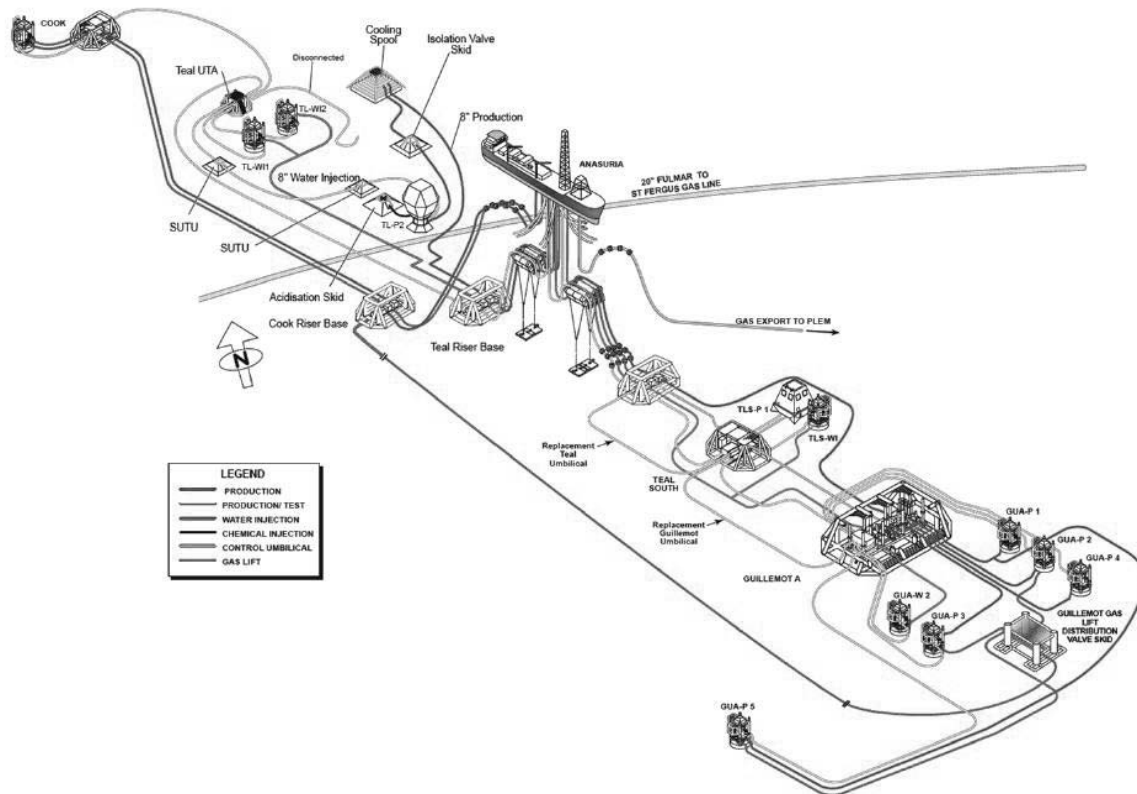 COOK
Cooling
Spool
Isolation Valve
Skid
Disconnected
Teal UTA
TL-WI2
TL-WI1
8" Production
ANASURIA
20" FULMAR TO
ST FERGUS GAS LINE
8" Water Injection
SUTU
SUTU
TL-P2
Acidisation Skid
Cook Riser Base
Teal Riser Base
N
GAS EXPORT TO PLEM
TLS-P 1
TLS-WI
Replacement
Teal
Umbilical
TEAL
SOUTH
Replacement
Guillemot
Umbilical
LEGEND
PRODUCTION
PRODUCTION/ TEST
WATER INJECTION
CHEMICAL INJECTION
CONTROL UMBILICAL
GAS LIFT
GUA-P 1
GUA-P 2
GUA-P 4
GUILLEMOT A
GUA-W 2
GUA-P 3
GUILLEMOT GAS
LIFT
DISTRIBUTION
VALVE SKID
GUA-P 5